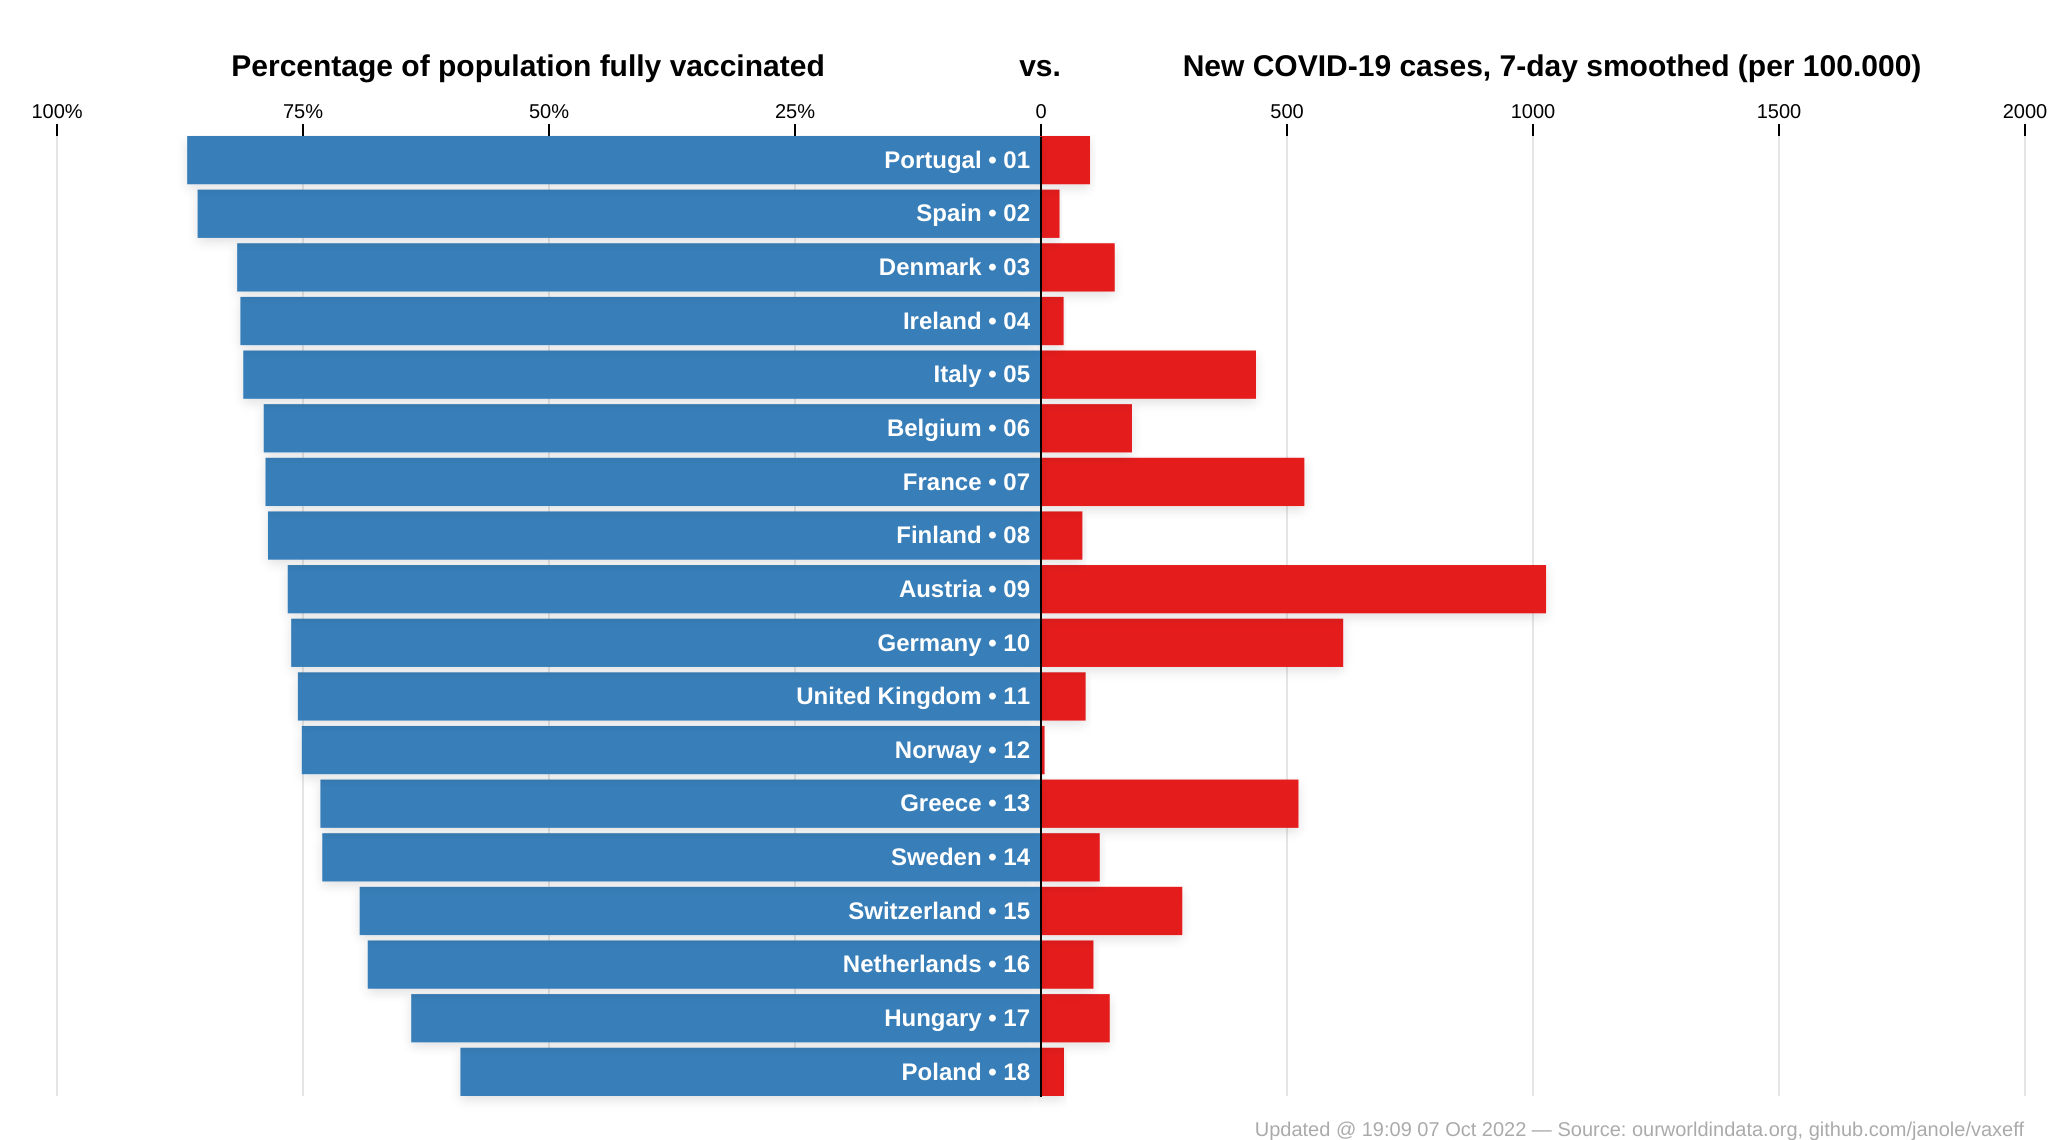 Percentage of population fully vaccinated vs. New COVID-19 cases, 7-day smoothed (per 100.000)
100% 75% 50% 25% 0 500 1000 1500 2000
Portugal • 01
Spain • 02
Denmark • 03
Ireland • 04
Italy • 05
Belgium • 06
France • 07
Finland • 08
Austria • 09
Germany • 10
United Kingdom • 11
Norway • 12
Greece • 13
Sweden • 14
Switzerland • 15
Netherlands • 16
Hungary • 17
Poland • 18
Updated @ 19:09 07 Oct 2022 — Source: ourworldindata.org, github.com/janole/vaxeff